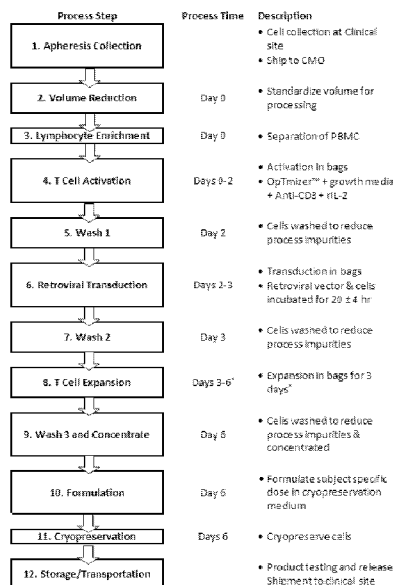 Process Step Process Time Description
1. Apheresis Collection
• Cell collection at Clinical
site
• Ship to CMO
2. Volume Reduction Day 0
• Standardize volume for
processing
3. Lymphocyte Enrichment Day 0 • Separation of PBMC
4. T Cell Activation Days 0-2
• Activation in bags
• OpTmizer™ + growth media
+ Anti-CD3 + rIL-2
5. Wash 1 Day 2
• Cells washed to reduce
process impurities
6. Retroviral Transduction Days 2-3
• Transduction in bags
• Retroviral vector & cells
incubated for 20 ± 4 hr
7. Wash 2 Day 3
• Cells washed to reduce
process impurities
8. T Cell Expansion Days 3-6*
• Expansion in bags for 3
days*
9. Wash 3 and Concentrate Day 6
• Cells washed to reduce
process impurities &
concentrated
10. Formulation Day 6
• Formulate subject specific
dose in cryopreservation
medium
11. Cryopreservation Days 6 • Cryopreserve cells
12. Storage/Transportation
• Product testing and release
Shipment to clinical site